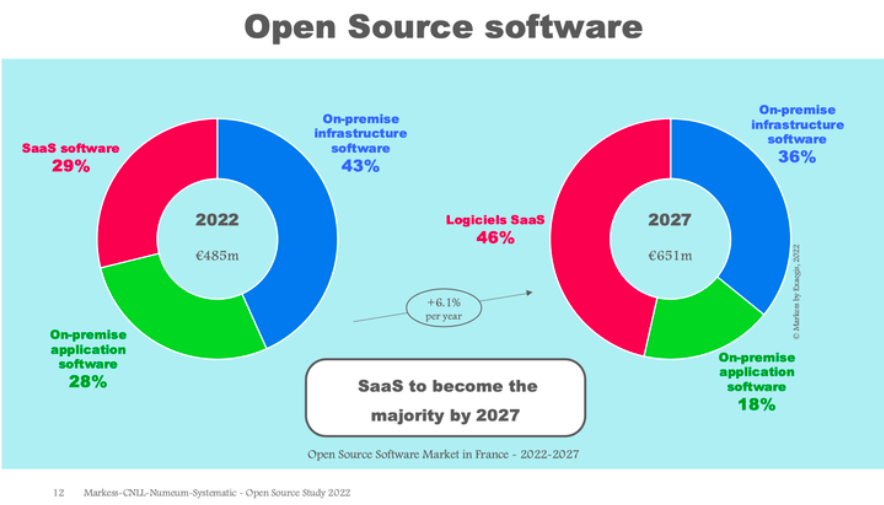 Open Source software
SaaS software
29%
On-premise
infrastructure
software
43%
2022
€485m
On-premise
application
software
28%
On-premise
infrastructure
software
36%
Logiciels SaaS
46%
2027
€651m
© Markess by Exaegis, 2022
On-premise
application
software
18%
+6.1%
per year
SaaS to become the
majority by 2027
Open Source Software Market in France - 2022-2027
12 Markess-CNLL-Numeum-Systematic - Open Source Study 2022